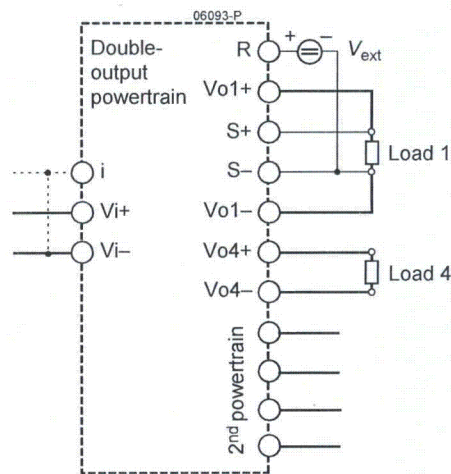 06093-P
Double-
output
powertrain
R
+
−
Vext
Vo1+
S+
S−
Load 1
Vo1−
i
Vi+
Vi−
Vo4+
Vo4−
Load 4
2nd powertrain